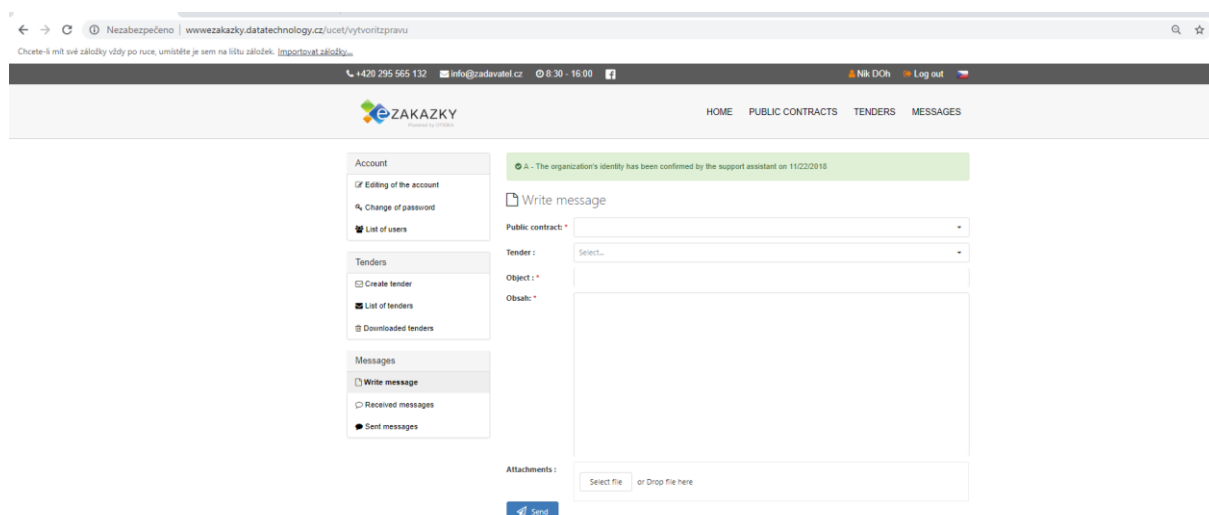 Nezabezpečeno | wwwezakazky.datatechnology.cz/ucet/vytvoritzpravu
Chcete-li mít své záložky vždy po ruce, umístěte je sem na lištu záložek. Importovat záložky...
+420 295 565 132 info@zadavatel.cz 8:30 - 16:00 Nik DOh Log out
eZAKAZKY
HOME PUBLIC CONTRACTS TENDERS MESSAGES
Account
Editing of the account
Change of password
List of users
Tenders
Create tender
List of tenders
Downloaded tenders
Messages
Write message
Received messages
Sent messages
A - The organization's identity has been confirmed by the support assistant on 11/22/2018
Write message
Public contract: *
Tender : Select...
Object : *
Obsah: *
Attachments :
Select file or Drop file here
Send